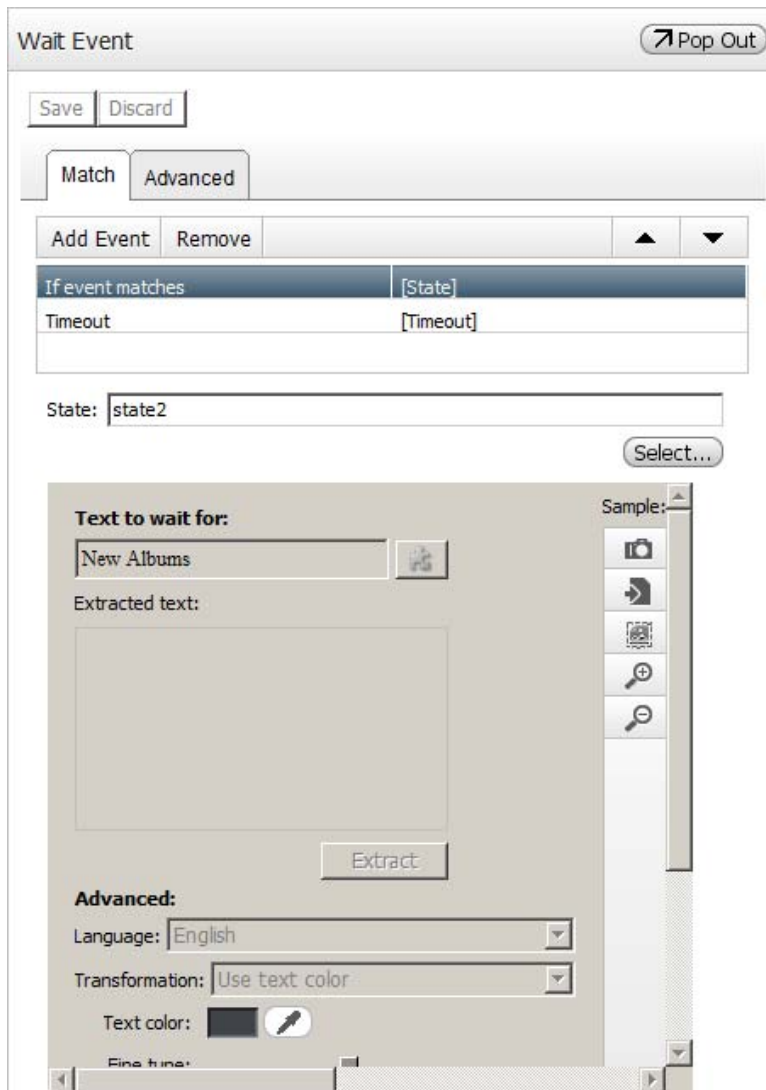 Wait Event
Pop Out
Save Discard
Match Advanced
Add Event Remove
If event matches [State]
Timeout [Timeout]
State: state2
Select...
Text to wait for:
Sample:
New Albums
Extracted text:
Extract
Advanced:
Language: English
Transformation: Use text color
Text color:
Fine tune: